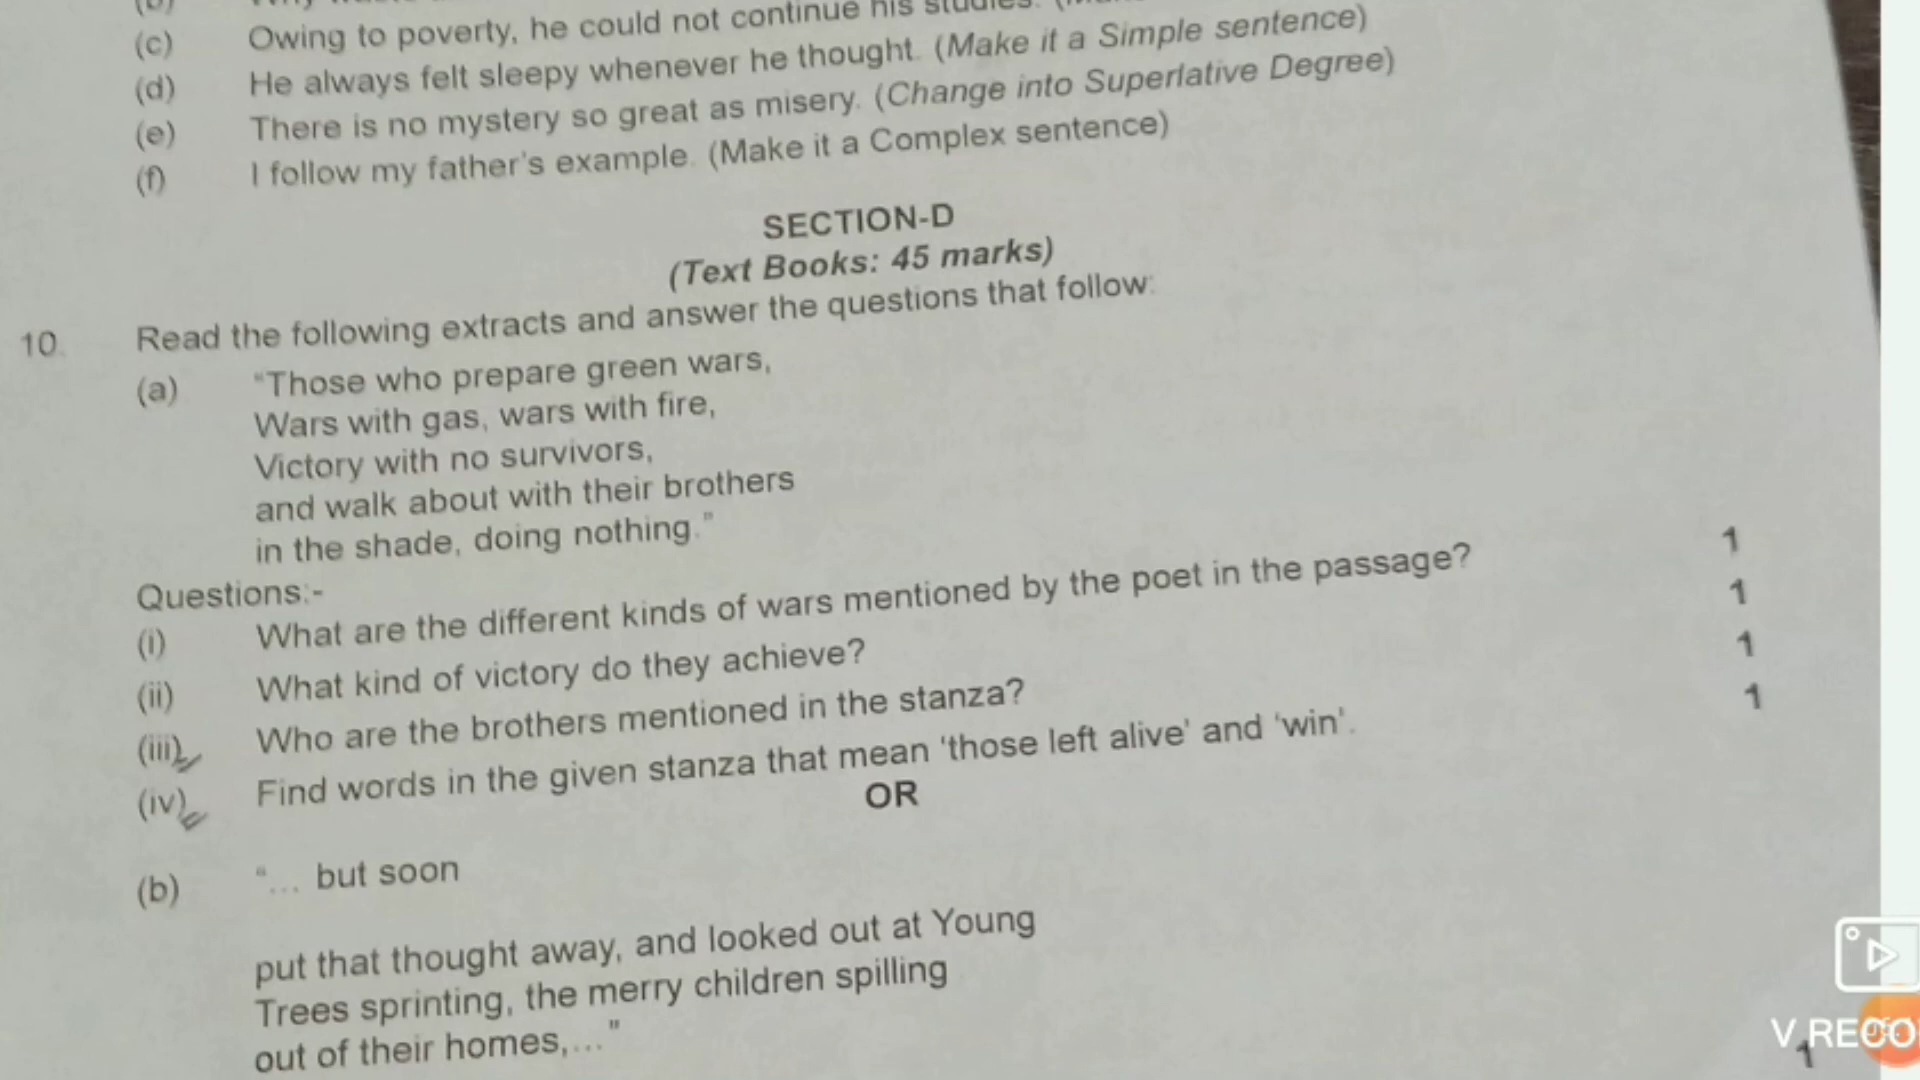 (b)
(c) Owing to poverty, he could not continue his studies.
(d) He always felt sleepy whenever he thought. (Make it a Simple sentence)
(e) There is no mystery so great as misery. (Change into Superlative Degree)
(f) I follow my father's example. (Make it a Complex sentence)
SECTION-D
(Text Books: 45 marks)
10. Read the following extracts and answer the questions that follow:
(a) “Those who prepare green wars,
Wars with gas, wars with fire,
Victory with no survivors,
and walk about with their brothers
in the shade, doing nothing.”
Questions:-
(i) What are the different kinds of wars mentioned by the poet in the passage? 1
(ii) What kind of victory do they achieve? 1
(iii) Who are the brothers mentioned in the stanza? 1
(iv) Find words in the given stanza that mean ‘those left alive’ and ‘win’. 1
OR
(b) “... but soon
put that thought away, and looked out at Young
Trees sprinting, the merry children spilling
out of their homes,...”
1
V.RECO